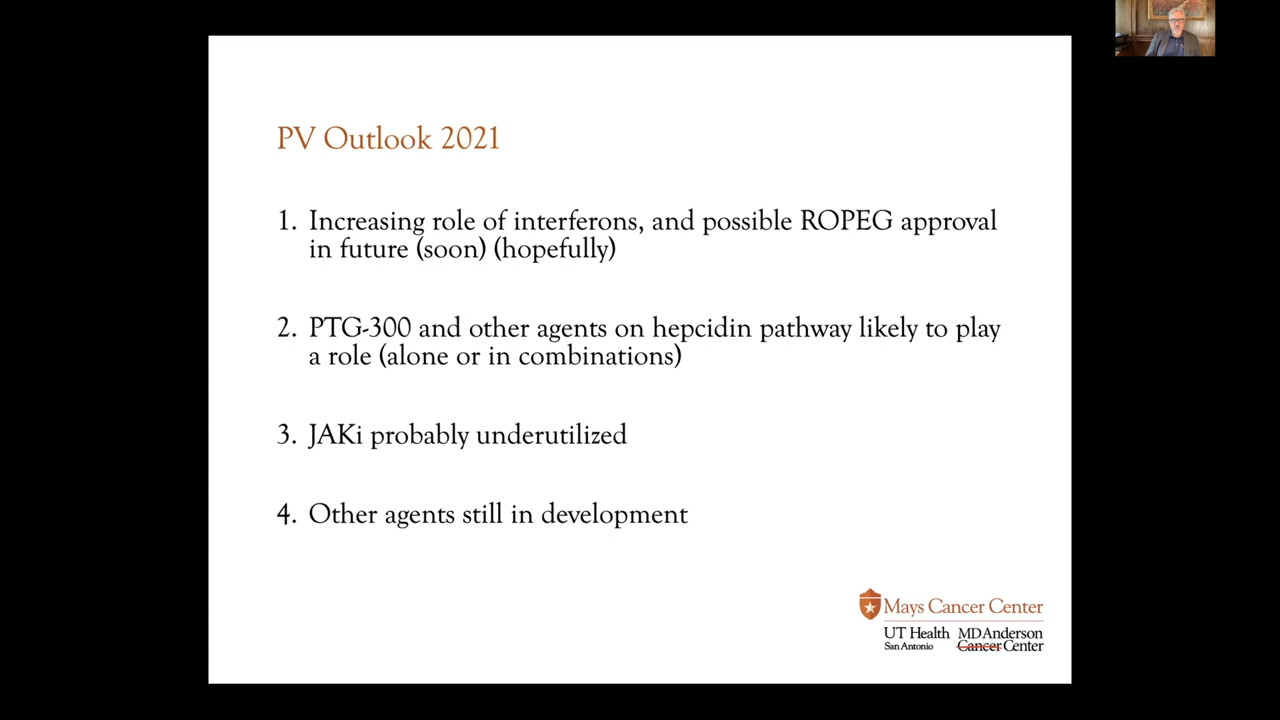 PV Outlook 2021
1. Increasing role of interferons, and possible ROPEG approval
in future (soon) (hopefully)
2. PTG-300 and other agents on hepcidin pathway likely to play
a role (alone or in combinations)
3. JAKi probably underutilized
4. Other agents still in development
Mays Cancer Center
UT Health MD Anderson
San Antonio Cancer Center